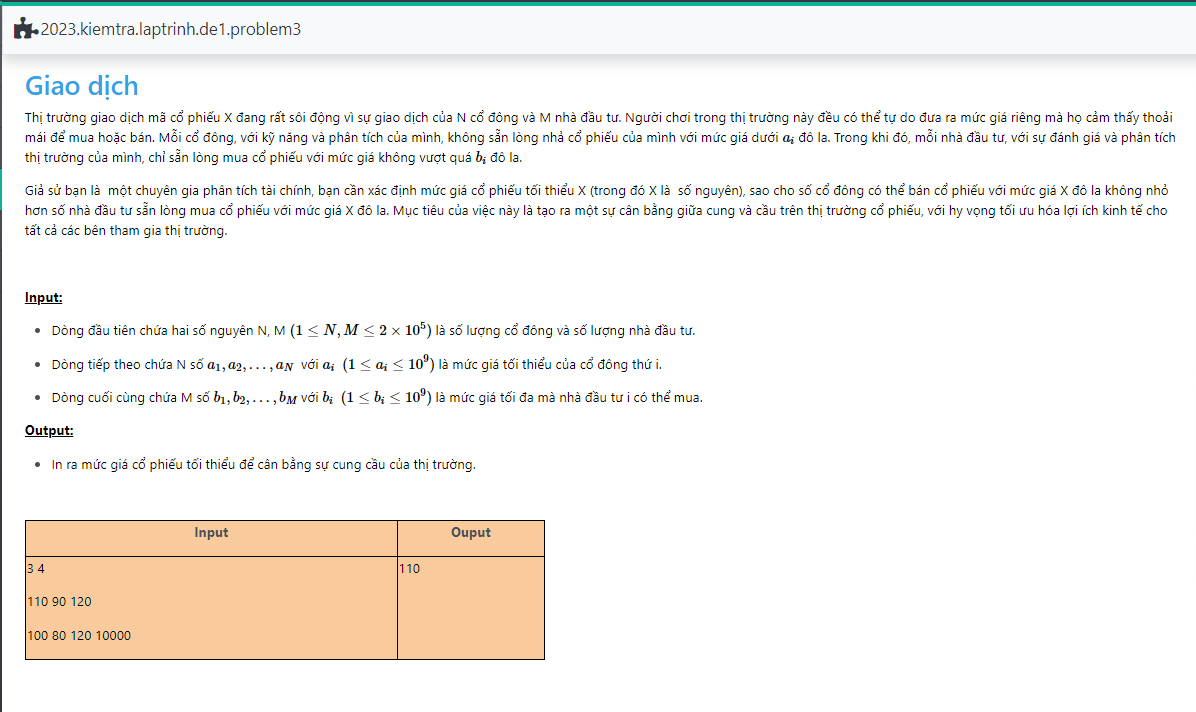 2023.kiemtra.laptrinh.de1.problem3
Giao dịch
Thị trường giao dịch mã cổ phiếu X đang rất sôi động vì sự giao dịch của N cổ đông và M nhà đầu tư. Người chơi trong thị trường này đều có thể tự do đưa ra mức giá riêng mà họ cảm thấy thoải
mái để mua hoặc bán. Mỗi cổ đông, với kỹ năng và phân tích của mình, không sẵn lòng nhả cổ phiếu của mình với mức giá dưới aᵢ đô la. Trong khi đó, mỗi nhà đầu tư, với sự đánh giá và phân tích
thị trường của mình, chỉ sẵn lòng mua cổ phiếu với mức giá không vượt quá bᵢ đô la.
Giả sử bạn là một chuyên gia phân tích tài chính, bạn cần xác định mức giá cổ phiếu tối thiểu X (trong đó X là số nguyên), sao cho số cổ đông có thể bán cổ phiếu với mức giá X đô la không nhỏ
hơn số nhà đầu tư sẵn lòng mua cổ phiếu với mức giá X đô la. Mục tiêu của việc này là tạo ra một sự cân bằng giữa cung và cầu trên thị trường cổ phiếu, với hy vọng tối ưu hóa lợi ích kinh tế cho
tất cả các bên tham gia thị trường.
Input:
• Dòng đầu tiên chứa hai số nguyên N, M (1 ≤ N, M ≤ 2 × 10⁵) là số lượng cổ đông và số lượng nhà đầu tư.
• Dòng tiếp theo chứa N số a₁, a₂, . . . , a_N với aᵢ (1 ≤ aᵢ ≤ 10⁹) là mức giá tối thiểu của cổ đông thứ i.
• Dòng cuối cùng chứa M số b₁, b₂, . . . , b_M với bᵢ (1 ≤ bᵢ ≤ 10⁹) là mức giá tối đa mà nhà đầu tư i có thể mua.
Output:
• In ra mức giá cổ phiếu tối thiểu để cân bằng sự cung cầu của thị trường.
Input Ouput
3 4 110
110 90 120
100 80 120 10000